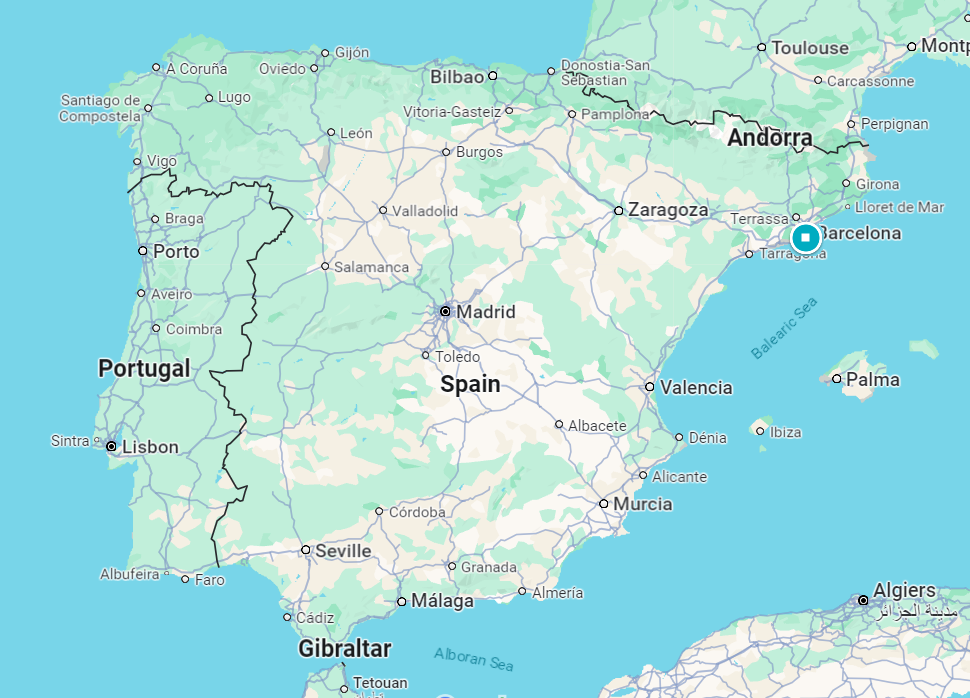 Gijón
Toulouse
Montp
A Coruña
Oviedo
Bilbao
Donostia-San
Sebastian
Carcassonne
Santiago de
Compostela
Lugo
Vitoria-Gasteiz
Pamplona
Perpignan
León
Andorra
Burgos
Vigo
Girona
Lloret de Mar
Braga
Valladolid
Zaragoza
Terrassa
Barcelona
Porto
Tarragona
Salamanca
Aveiro
Madrid
Balearic Sea
Coimbra
Toledo
Portugal
Spain
Valencia
Palma
Albacete
Ibiza
Sintra
Lisbon
Dénia
Alicante
Murcia
Córdoba
Seville
Granada
Albufeira
Faro
Almería
Algiers
مدينة الجزائر
Málaga
Cádiz
Gibraltar
Alboran Sea
Tetouan